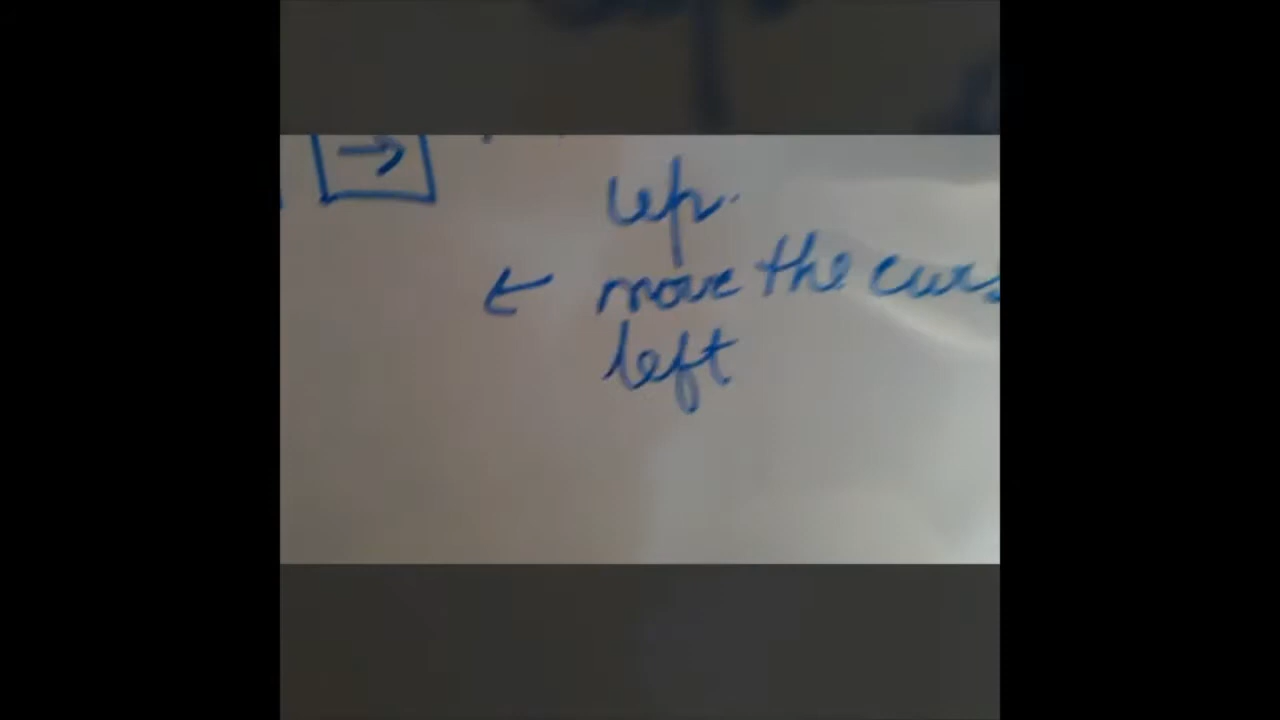 →
up.
← move the curs
left